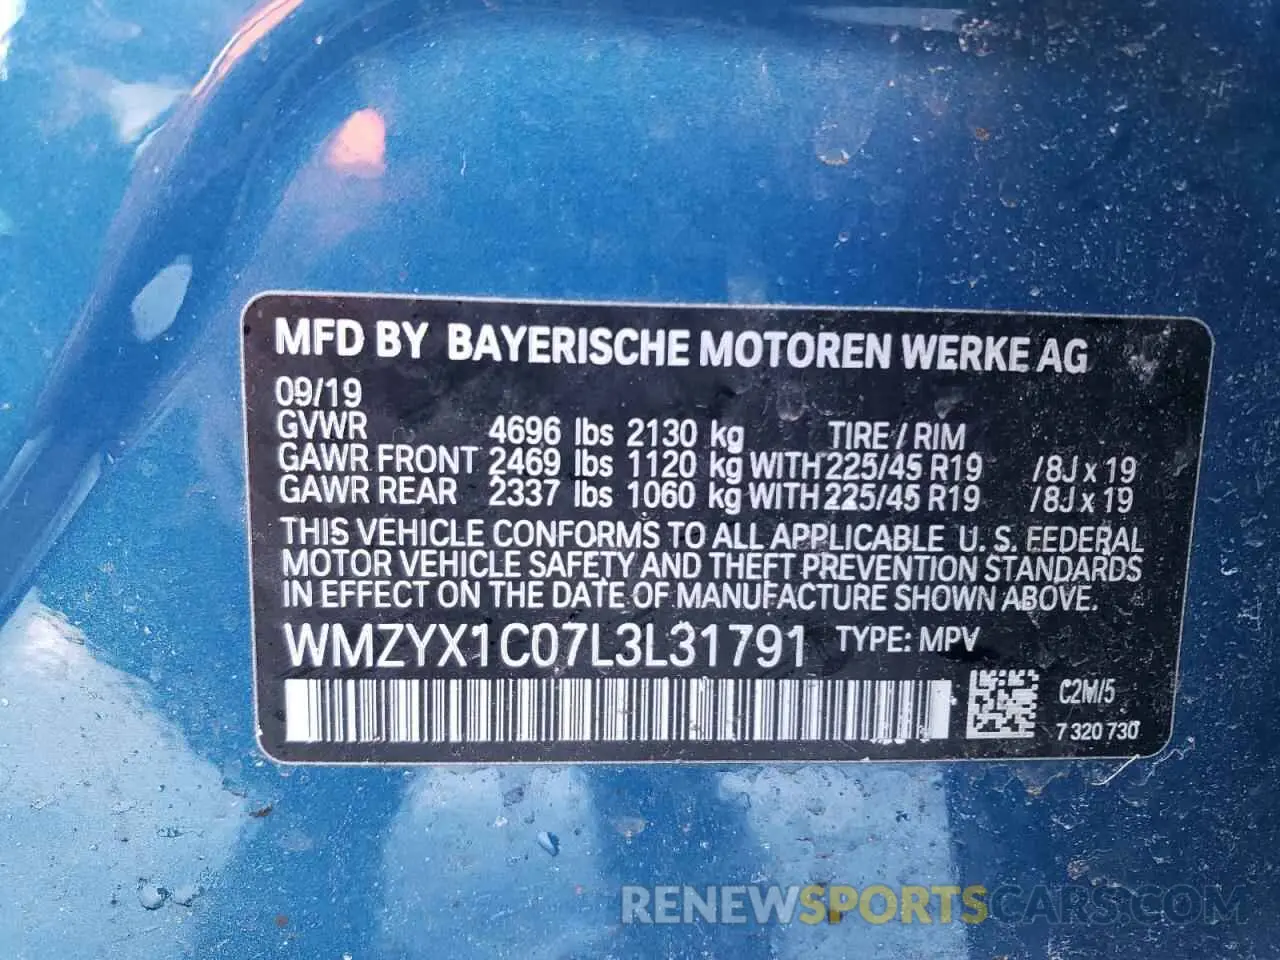 MFD BY BAYERISCHE MOTOREN WERKE AG
09/19
GVWR 4696 lbs 2130 kg TIRE / RIM
GAWR FRONT 2469 lbs 1120 kg WITH 225/45 R19 /8J x 19
GAWR REAR 2337 lbs 1060 kg WITH 225/45 R19 /8J x 19
THIS VEHICLE CONFORMS TO ALL APPLICABLE U.S. FEDERAL
MOTOR VEHICLE SAFETY AND THEFT PREVENTION STANDARDS
IN EFFECT ON THE DATE OF MANUFACTURE SHOWN ABOVE.
WMZYX1C07L3L31791 TYPE: MPV
C2M/5
7 320 730
RENEWSPORTSCARS.COM